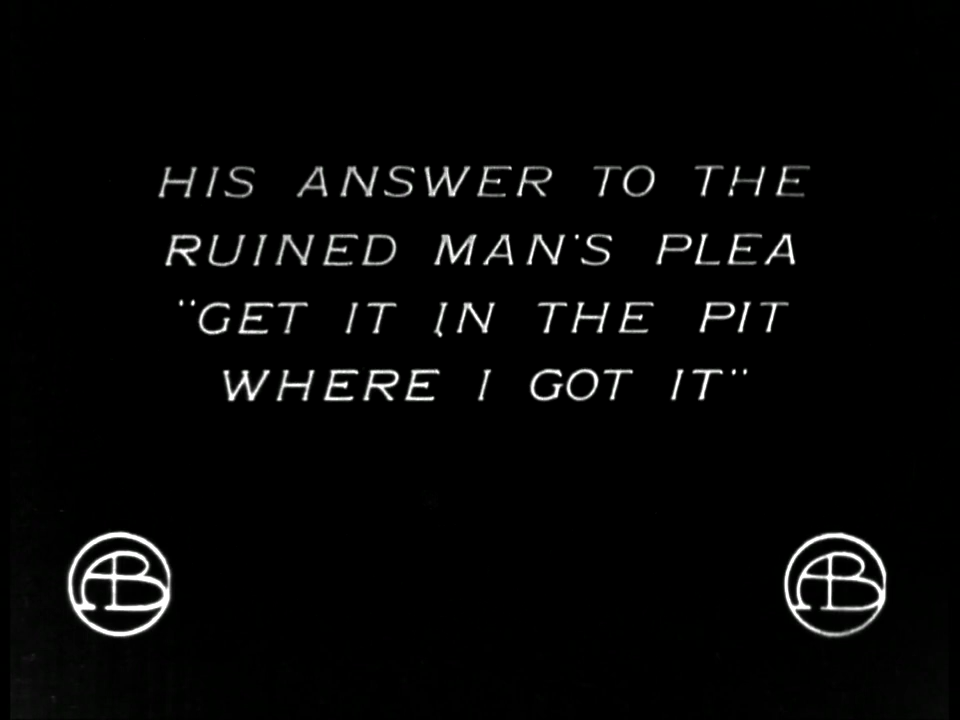 HIS ANSWER TO THE
RUINED MAN'S PLEA
"GET IT IN THE PIT
WHERE I GOT IT"
AB AB